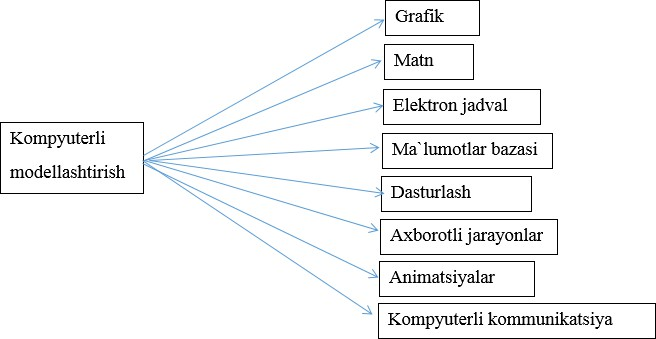 Kompyuterli
modellashtirish
Grafik
Matn
Elektron jadval
Ma`lumotlar bazasi
Dasturlash
Axborotli jarayonlar
Animatsiyalar
Kompyuterli kommunikatsiya